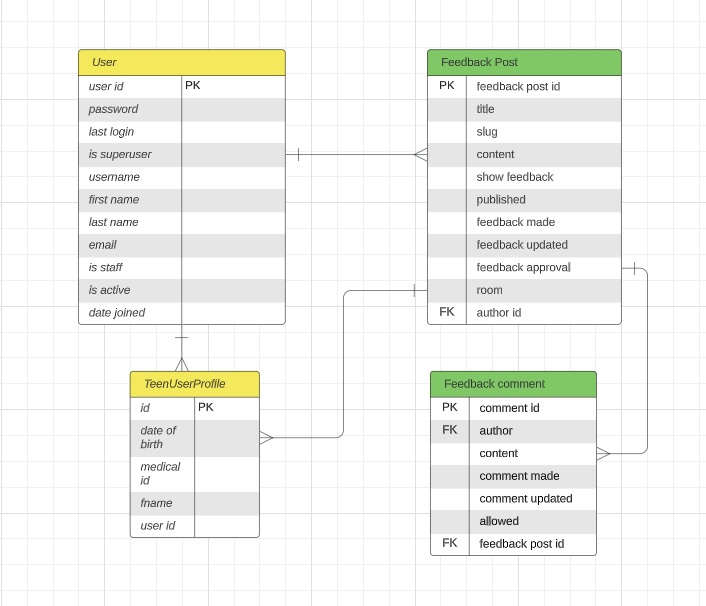 User
user id PK
password
last login
is superuser
username
first name
last name
email
is staff
is active
date joined
Feedback Post
PK feedback post id
title
slug
content
show feedback
published
feedback made
feedback updated
feedback approval
room
FK author id
TeenUserProfile
id PK
date of
birth
medical
id
fname
user id
Feedback comment
PK comment id
FK author
content
comment made
comment updated
allowed
FK feedback post id